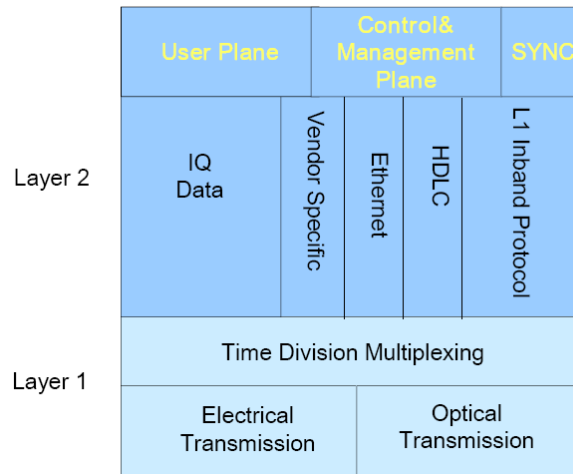 User Plane
Control&
Management
Plane
SYNC
Layer 2
IQ
Data
Vendor Specific
Ethernet
HDLC
L1 Inband Protocol
Layer 1
Time Division Multiplexing
Electrical
Transmission
Optical
Transmission